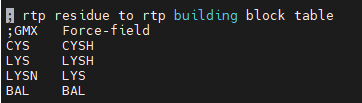 ; rtp residue to rtp building block table
;GMX   Force-field
CYS    CYSH
LYS    LYSH
LYSN   LYS
BAL    BAL